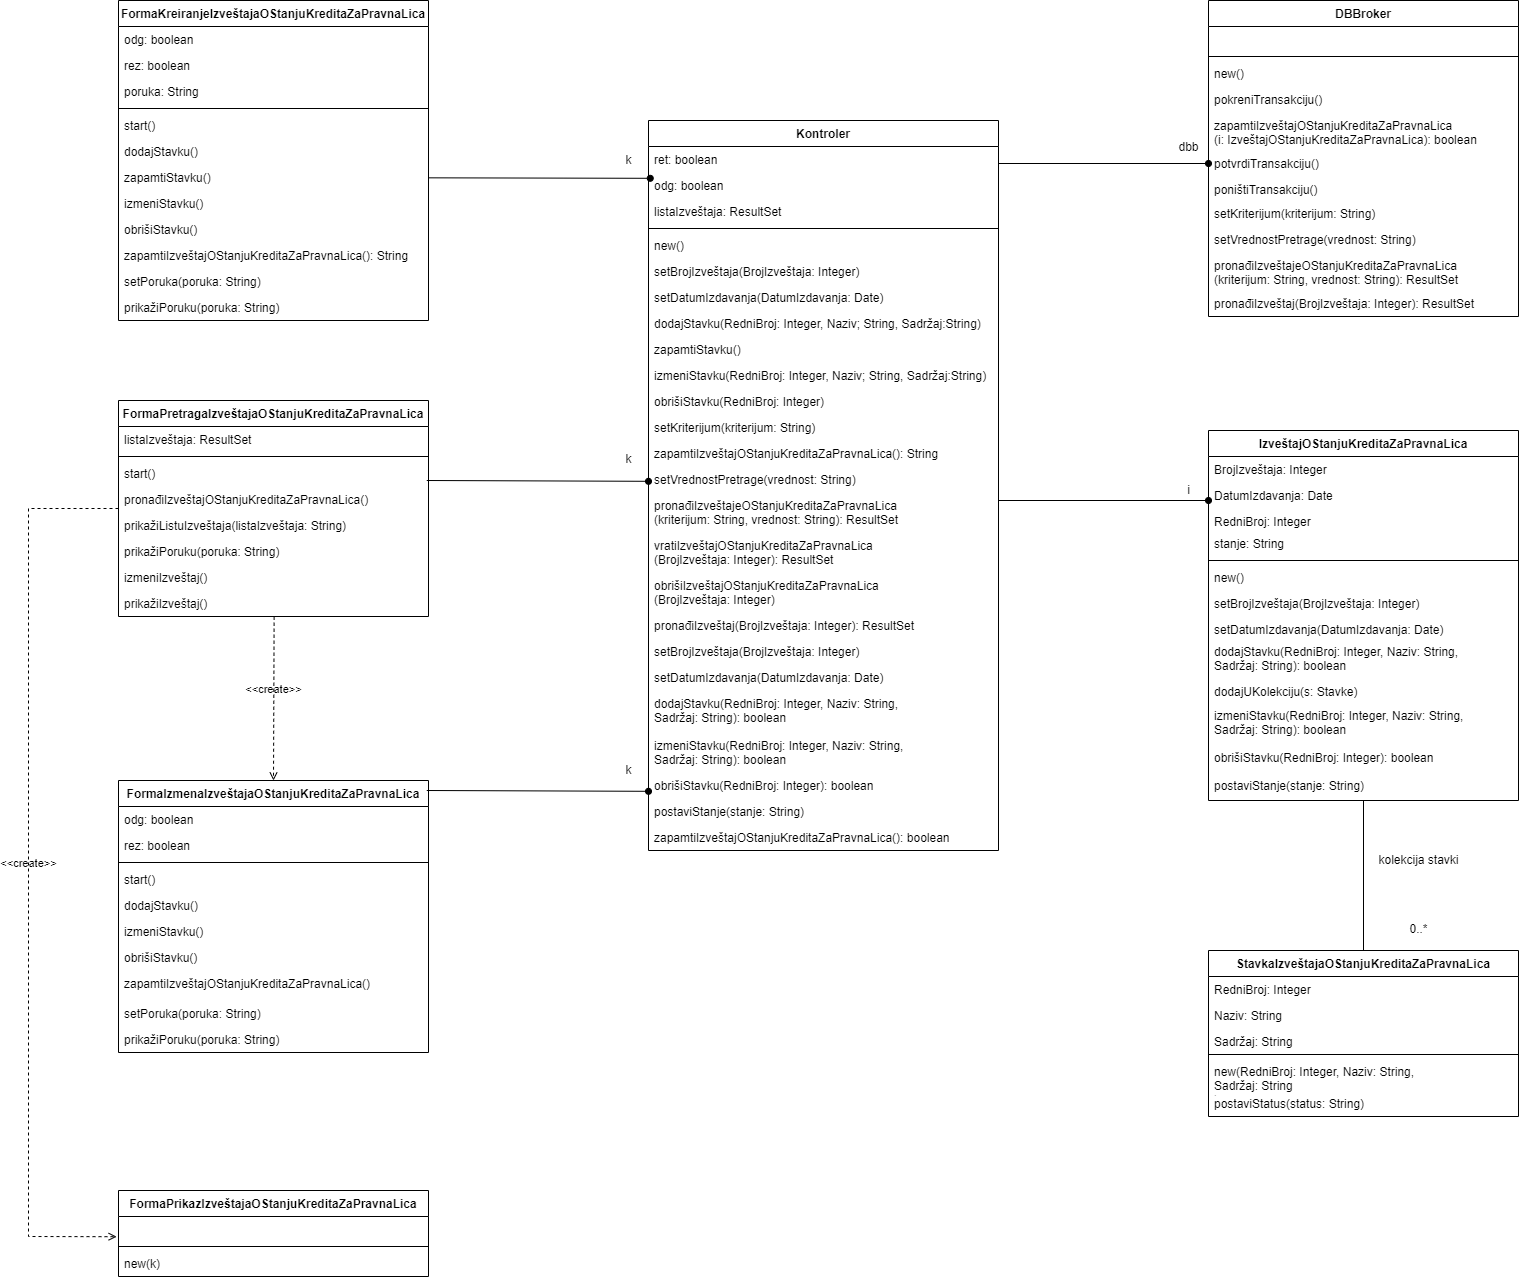 FormaKreiranjeIzveštajaOStanjuKreditaZaPravnaLica
odg: boolean
rez: boolean
poruka: String
start()
dodajStavku()
zapamtiStavku()
izmeniStavku()
obrišiStavku()
zapamtiIzveštajOStanjuKreditaZaPravnaLica(): String
setPoruka(poruka: String)
prikažiPoruku(poruka: String)
FormaPretragaIzveštajaOStanjuKreditaZaPravnaLica
listaIzveštaja: ResultSet
start()
pronađiIzveštajOStanjuKreditaZaPravnaLica()
prikažiListuIzveštaja(listaIzveštaja: String)
prikažiPoruku(poruka: String)
izmeniIzveštaj()
prikažiIzveštaj()
<<create>>
<<create>>
FormaIzmenaIzveštajaOStanjuKreditaZaPravnaLica
odg: boolean
rez: boolean
start()
dodajStavku()
izmeniStavku()
obrišiStavku()
zapamtiIzveštajOStanjuKreditaZaPravnaLica()
setPoruka(poruka: String)
prikažiPoruku(poruka: String)
FormaPrikazIzveštajaOStanjuKreditaZaPravnaLica
new(k)
k
k
k
Kontroler
ret: boolean
odg: boolean
listaIzveštaja: ResultSet
new()
setBrojIzveštaja(BrojIzveštaja: Integer)
setDatumIzdavanja(DatumIzdavanja: Date)
dodajStavku(RedniBroj: Integer, Naziv; String, Sadržaj:String)
zapamtiStavku()
izmeniStavku(RedniBroj: Integer, Naziv; String, Sadržaj:String)
obrišiStavku(RedniBroj: Integer)
setKriterijum(kriterijum: String)
zapamtiIzveštajOStanjuKreditaZaPravnaLica(): String
setVrednostPretrage(vrednost: String)
pronađiIzveštajeOStanjuKreditaZaPravnaLica
(kriterijum: String, vrednost: String): ResultSet
vratiIzveštajOStanjuKreditaZaPravnaLica
(BrojIzveštaja: Integer): ResultSet
obrišiIzveštajOStanjuKreditaZaPravnaLica
(BrojIzveštaja: Integer)
pronađiIzveštaj(BrojIzveštaja: Integer): ResultSet
setBrojIzveštaja(BrojIzveštaja: Integer)
setDatumIzdavanja(DatumIzdavanja: Date)
dodajStavku(RedniBroj: Integer, Naziv: String,
Sadržaj: String): boolean
izmeniStavku(RedniBroj: Integer, Naziv: String,
Sadržaj: String): boolean
obrišiStavku(RedniBroj: Integer): boolean
postaviStanje(stanje: String)
zapamtiIzveštajOStanjuKreditaZaPravnaLica(): boolean
dbb
i
DBBroker
new()
pokreniTransakciju()
zapamtiIzveštajOStanjuKreditaZaPravnaLica
(i: IzveštajOStanjuKreditaZaPravnaLica): boolean
potvrdiTransakciju()
poništiTransakciju()
setKriterijum(kriterijum: String)
setVrednostPretrage(vrednost: String)
pronađiIzveštajeOStanjuKreditaZaPravnaLica
(kriterijum: String, vrednost: String): ResultSet
pronađiIzveštaj(BrojIzveštaja: Integer): ResultSet
IzveštajOStanjuKreditaZaPravnaLica
BrojIzveštaja: Integer
DatumIzdavanja: Date
RedniBroj: Integer
stanje: String
new()
setBrojIzveštaja(BrojIzveštaja: Integer)
setDatumIzdavanja(DatumIzdavanja: Date)
dodajStavku(RedniBroj: Integer, Naziv: String,
Sadržaj: String): boolean
dodajUKolekciju(s: Stavke)
izmeniStavku(RedniBroj: Integer, Naziv: String,
Sadržaj: String): boolean
obrišiStavku(RedniBroj: Integer): boolean
postaviStanje(stanje: String)
kolekcija stavki
0..*
StavkaIzveštajaOStanjuKreditaZaPravnaLica
RedniBroj: Integer
Naziv: String
Sadržaj: String
new(RedniBroj: Integer, Naziv: String,
Sadržaj: String
postaviStatus(status: String)